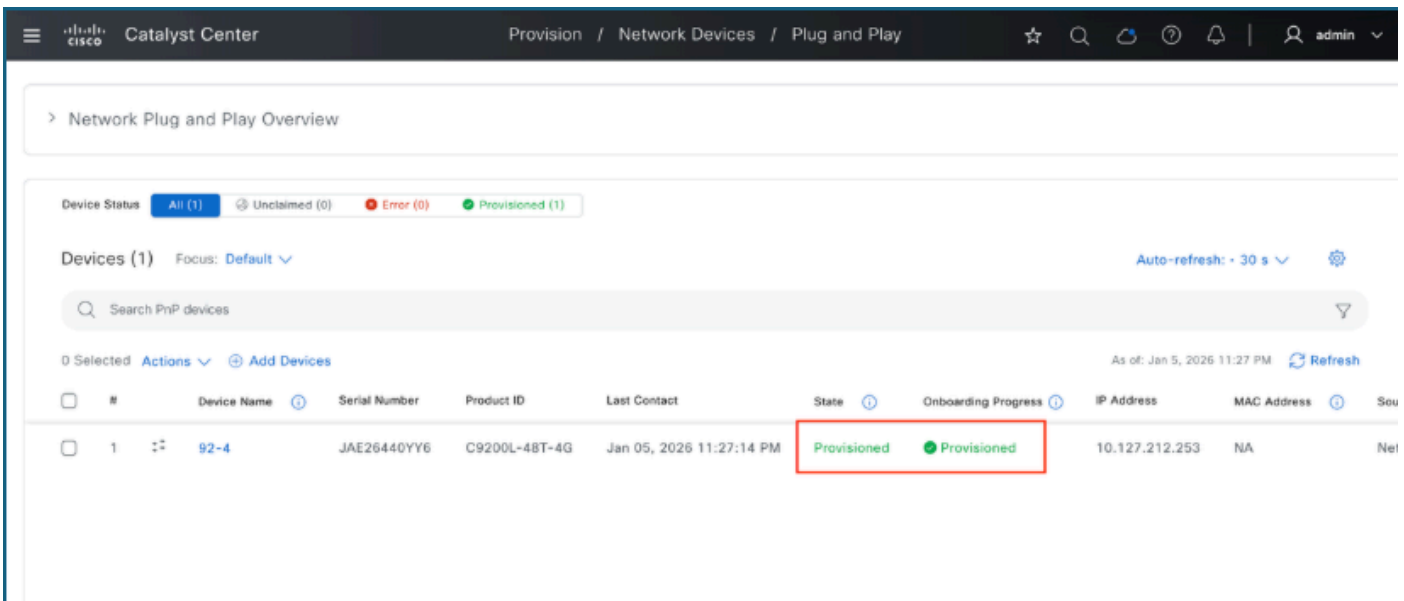 CISCO Catalyst Center Provision / Network Devices / Plug and Play admin
Network Plug and Play Overview
Device Status All (1) Unclaimed (0) Error (0) Provisioned (1)
Devices (1) Focus: Default Auto-refresh: • 30 s
Search PnP devices
0 Selected Actions Add Devices As of: Jan 5, 2026 11:27 PM Refresh
# Device Name Serial Number Product ID Last Contact State Onboarding Progress IP Address MAC Address Sou
1 92-4 JAE26440YY6 C9200L-48T-4G Jan 05, 2026 11:27:14 PM Provisioned Provisioned 10.127.212.253 NA Net